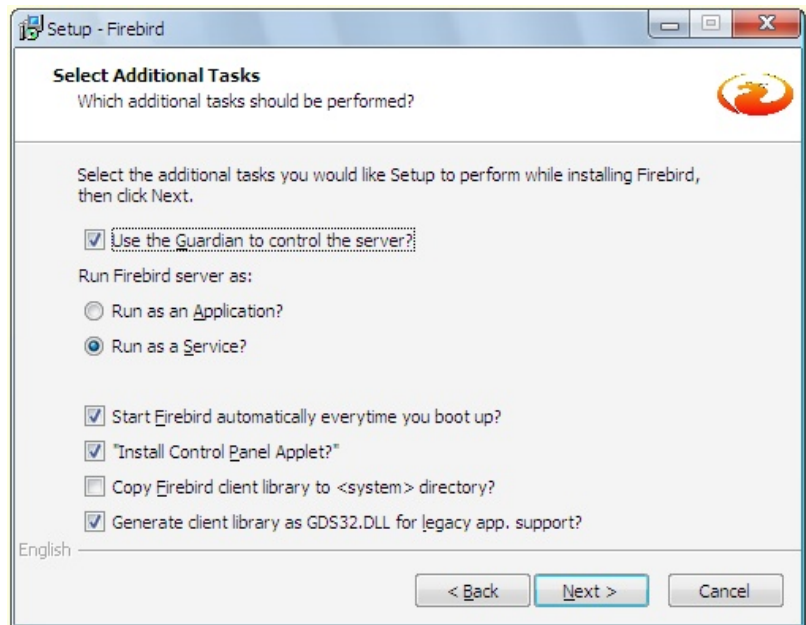 Setup - Firebird
Select Additional Tasks
Which additional tasks should be performed?
Select the additional tasks you would like Setup to perform while installing Firebird,
then click Next.
Use the Guardian to control the server?
Run Firebird server as:
Run as an Application?
Run as a Service?
Start Firebird automatically everytime you boot up?
"Install Control Panel Applet?"
Copy Firebird client library to <system> directory?
Generate client library as GDS32.DLL for legacy app. support?
English
< Back
Next >
Cancel